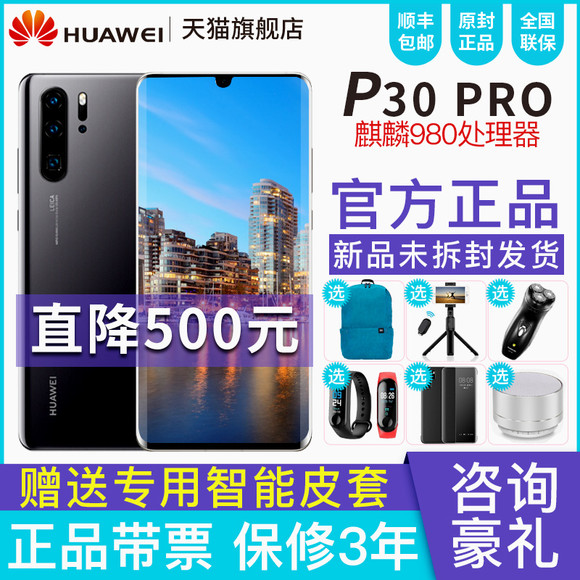 HUAWEI 天猫旗舰店
顺丰包邮
原封正品
全国联保
P30 PRO
麒麟980处理器
官方正品
新品未拆封发货
选 选 选
选 选 选
LEICA
HUAWEI
直降500元
赠送专用智能皮套
正品带票 保修3年
咨询
豪礼